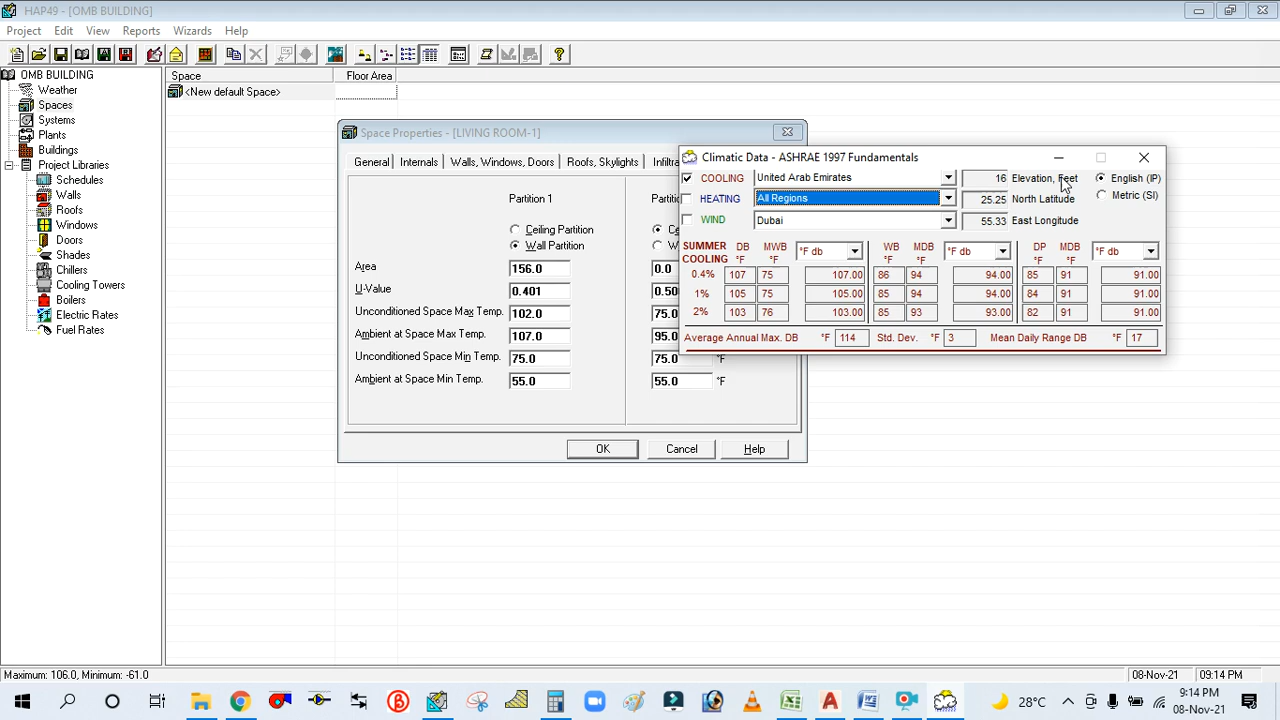 HAP49 - [OMB BUILDING]
Project Edit View Reports Wizards Help
OMB BUILDING
Weather
Spaces
Systems
Plants
Buildings
Project Libraries
Schedules
Walls
Roofs
Windows
Doors
Shades
Chillers
Cooling Towers
Boilers
Electric Rates
Fuel Rates
Space Floor Area
<New default Space>
Space Properties - [LIVING ROOM-1]
General Internals Walls, Windows, Doors Roofs, Skylights Infiltra
Partition 1 Partiti
Ceiling Partition Ce
Wall Partition W
Area 156.0 0.0
U-Value 0.401 0.50
Unconditioned Space Max Temp. 102.0 75.0
Ambient at Space Max Temp. 107.0 95.0
Unconditioned Space Min Temp. 75.0 75.0 °F
Ambient at Space Min Temp. 55.0 55.0 °F
OK Cancel Help
Climatic Data - ASHRAE 1997 Fundamentals
COOLING United Arab Emirates 16 Elevation, Feet English (IP)
HEATING All Regions 25.25 North Latitude Metric (SI)
WIND Dubai 55.33 East Longitude
SUMMER COOLING DB °F MWB °F °F db WB °F MDB °F °F db DP °F MDB °F °F db
0.4% 107 75 107.00 86 94 94.00 85 91 91.00
1% 105 75 105.00 85 94 94.00 84 91 91.00
2% 103 76 103.00 85 93 93.00 82 91 91.00
Average Annual Max. DB °F 114 Std. Dev. °F 3 Mean Daily Range DB °F 17
Maximum: 106.0, Minimum: -61.0 08-Nov-21 09:14 PM
28°C 9:14 PM
08-Nov-21